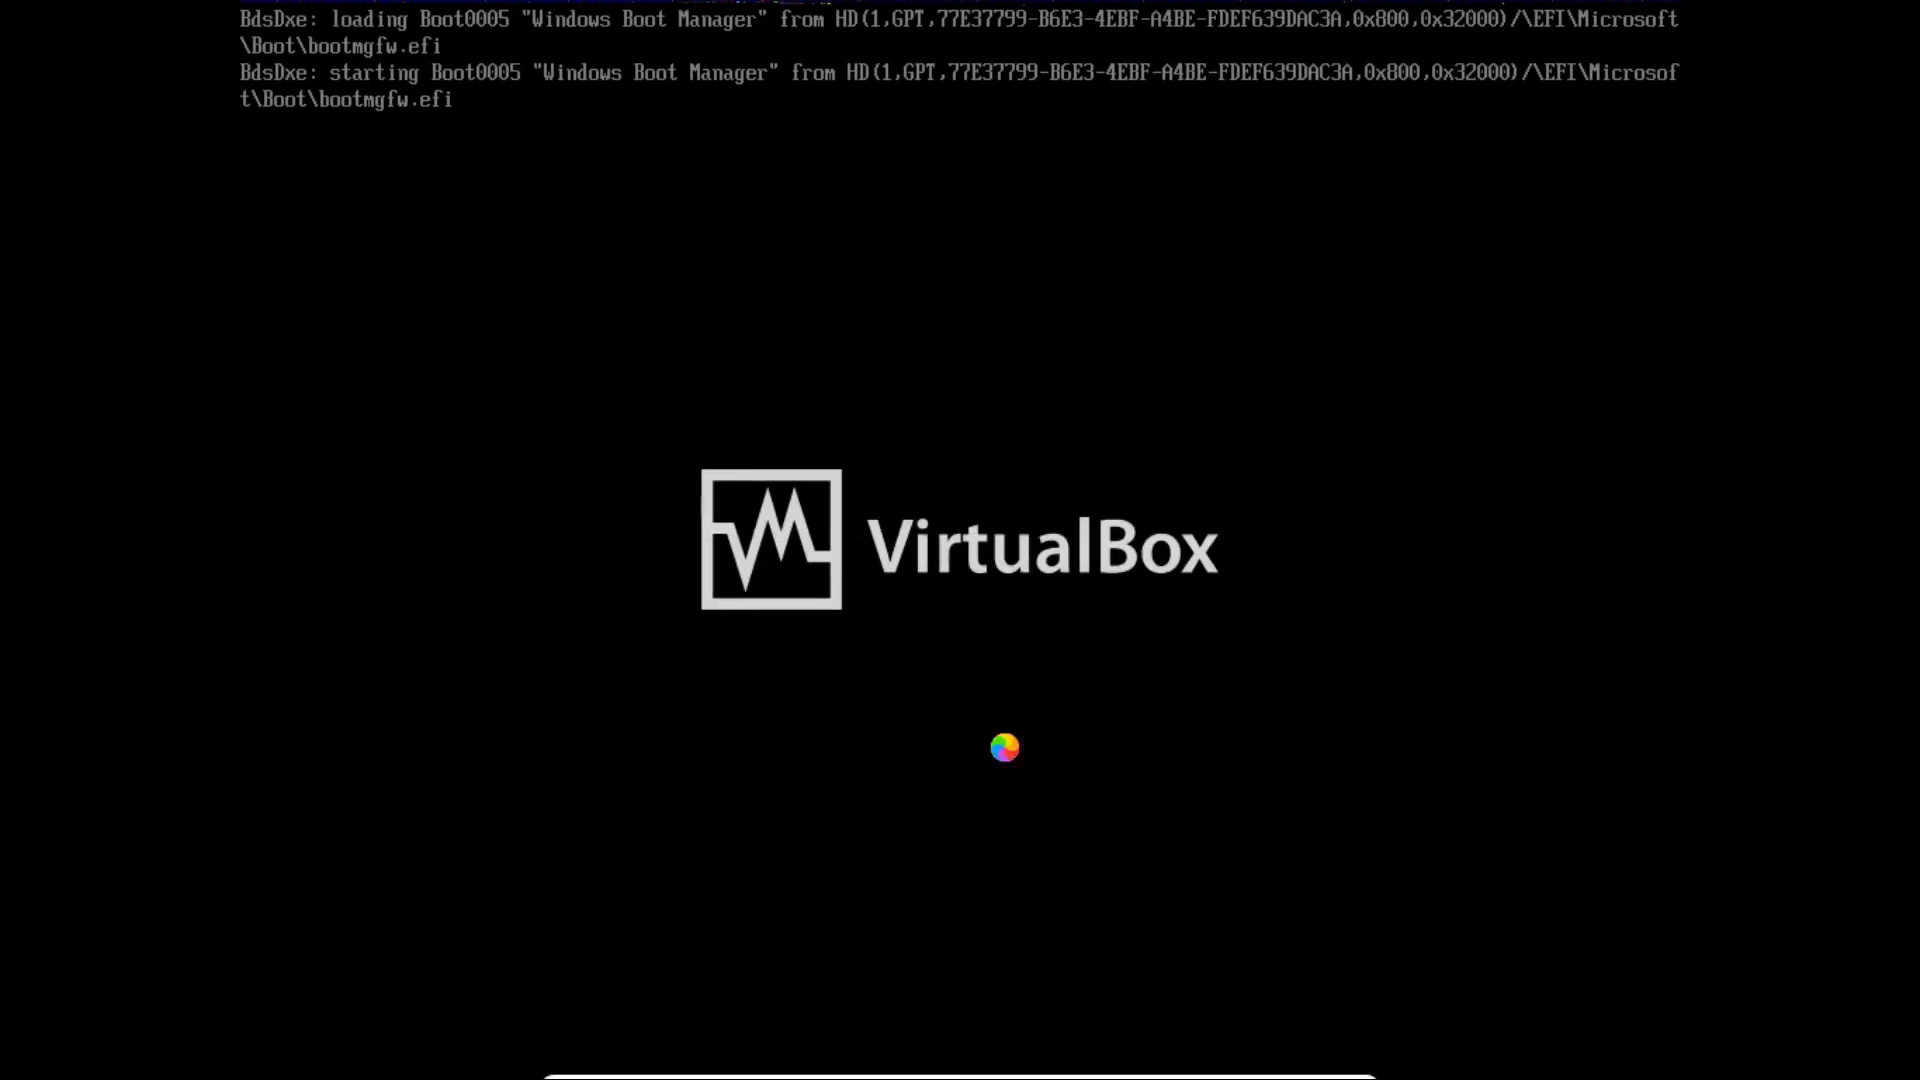 BdsDxe: loading Boot0005 "Windows Boot Manager" from HD(1,GPT,77E37799-B6E3-4EBF-A4BE-FDEF639DAC3A,0x800,0x32000)/\EFI\Microsoft
\Boot\bootmgfw.efi
BdsDxe: starting Boot0005 "Windows Boot Manager" from HD(1,GPT,77E37799-B6E3-4EBF-A4BE-FDEF639DAC3A,0x800,0x32000)/\EFI\Microsof
t\Boot\bootmgfw.efi
VirtualBox